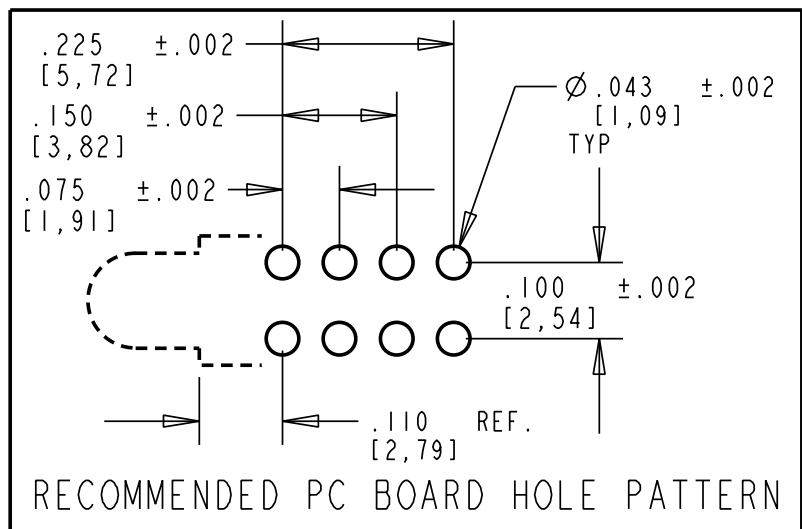 .225 ±.002
[5,72]
.150 ±.002
[3,82]
.075 ±.002
[1,91]
Ø.043 ±.002
[1,09]
TYP
.100 ±.002
[2,54]
.110 REF.
[2,79]
RECOMMENDED PC BOARD HOLE PATTERN